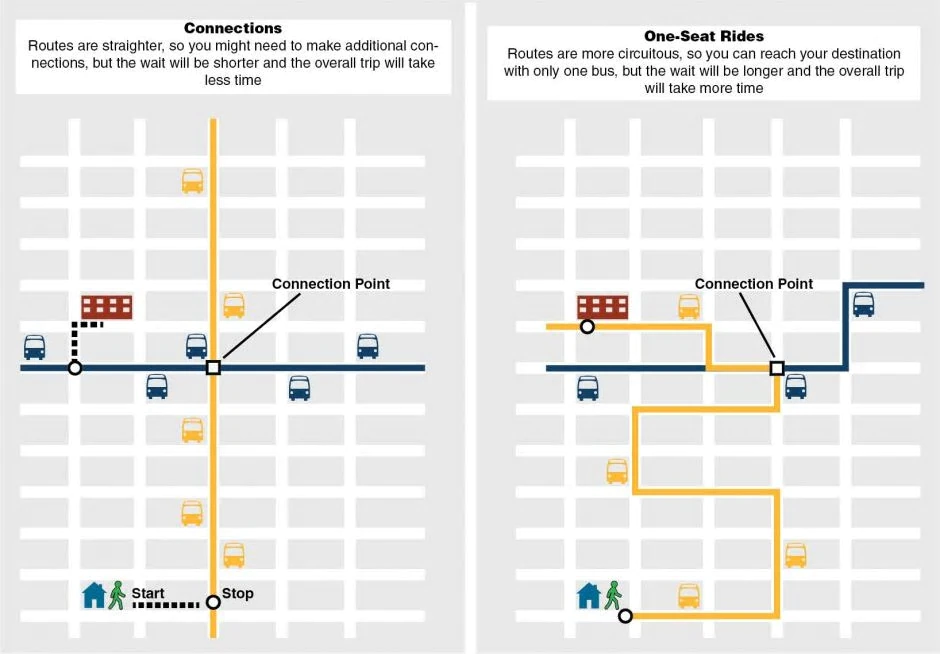 Connections
Routes are straighter, so you might need to make additional con-
nections, but the wait will be shorter and the overall trip will take
less time
Connection Point
Start
Stop
One-Seat Rides
Routes are more circuitous, so you can reach your destination
with only one bus, but the wait will be longer and the overall trip
will take more time
Connection Point